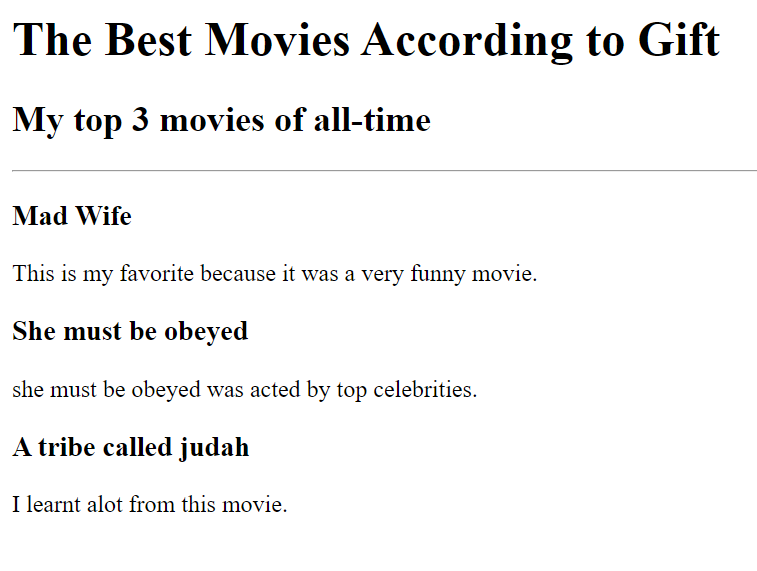 The Best Movies According to Gift
My top 3 movies of all-time
Mad Wife
This is my favorite because it was a very funny movie.
She must be obeyed
she must be obeyed was acted by top celebrities.
A tribe called judah
I learnt alot from this movie.